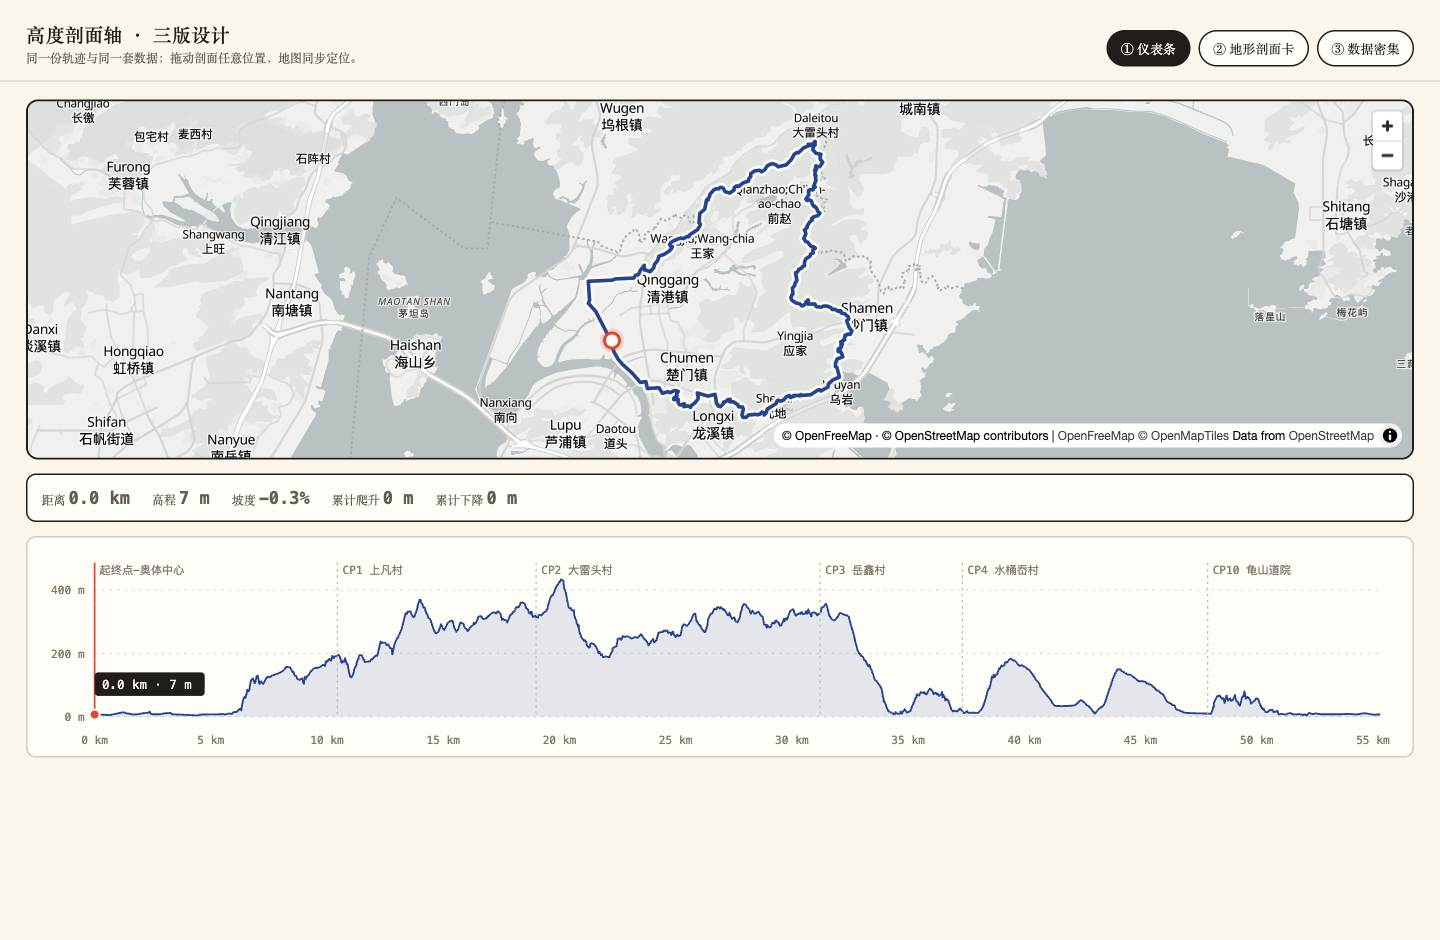 高度剖面轴 · 三版设计
同一份轨迹与同一套数据；拖动剖面任意位置，地图同步定位。
① 仪表条
② 地形剖面卡
③ 数据密集
Changjiao
长徼
西门岛
Wugen
坞根镇
城南镇
Daleitou
大雷头村
包宅村
麦西村
石阵村
Furong
芙蓉镇
ao-chao
前赵
Shitang
石塘镇
Qingjiang
清江镇
Shangwang
上旺
王家
Qinggang
清港镇
Nantang
南塘镇
MAOTAN SHAN
茅坦岛
Shamen
沙门镇
落星山
梅花屿
Hongqiao
虹桥镇
Haishan
海山乡
Yingjia
应家
Chumen
楚门镇
乌岩
Nanxiang
南向
Shifan
石帆街道
Lupu
芦浦镇
Daotou
道头
Longxi
龙溪镇
Nanyue
南岳镇
© OpenFreeMap · © OpenStreetMap contributors | OpenFreeMap © OpenMapTiles Data from OpenStreetMap
距离 0.0 km 高程 7 m 坡度 −0.3% 累计爬升 0 m 累计下降 0 m
起终点—奥体中心
CP1 上凡村
CP2 大雷头村
CP3 岳鑫村
CP4 水桶岙村
CP10 龟山道院
400 m
200 m
0.0 km · 7 m
0 m
0 km 5 km 10 km 15 km 20 km 25 km 30 km 35 km 40 km 45 km 50 km 55 km